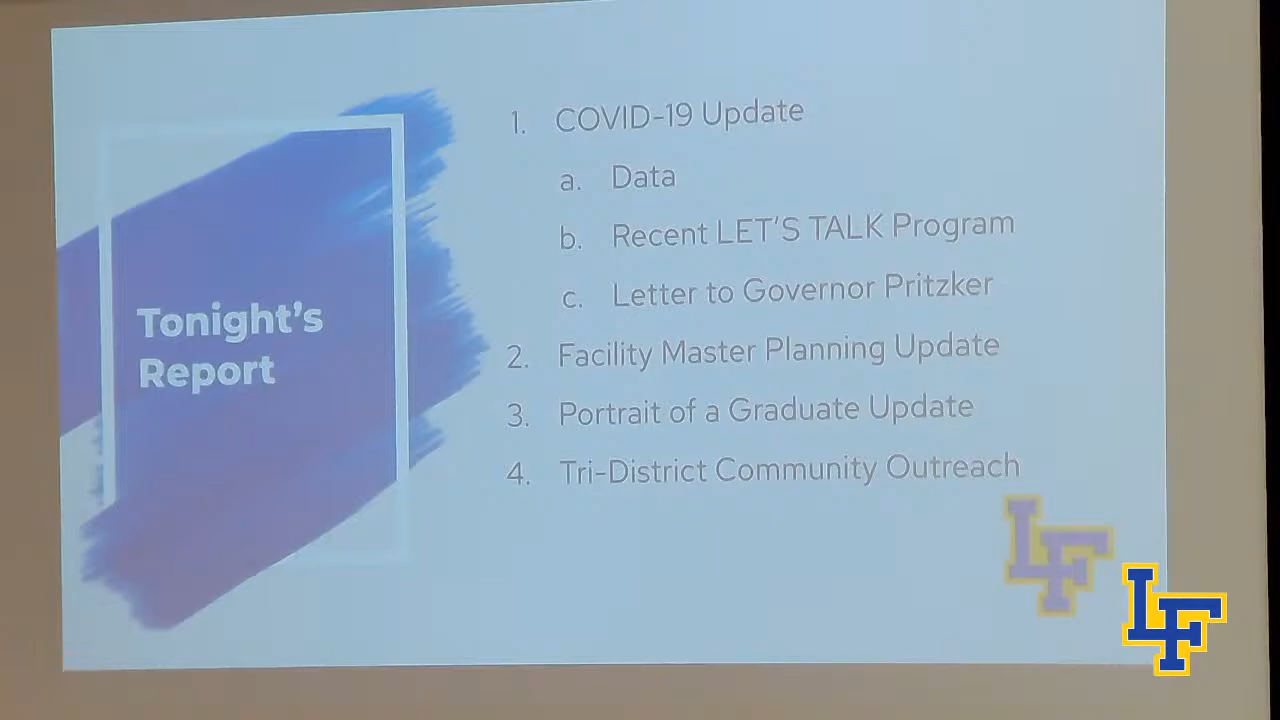 Tonight's
Report
1. COVID-19 Update
a. Data
b. Recent LET'S TALK Program
c. Letter to Governor Pritzker
2. Facility Master Planning Update
3. Portrait of a Graduate Update
4. Tri-District Community Outreach
LF
LF